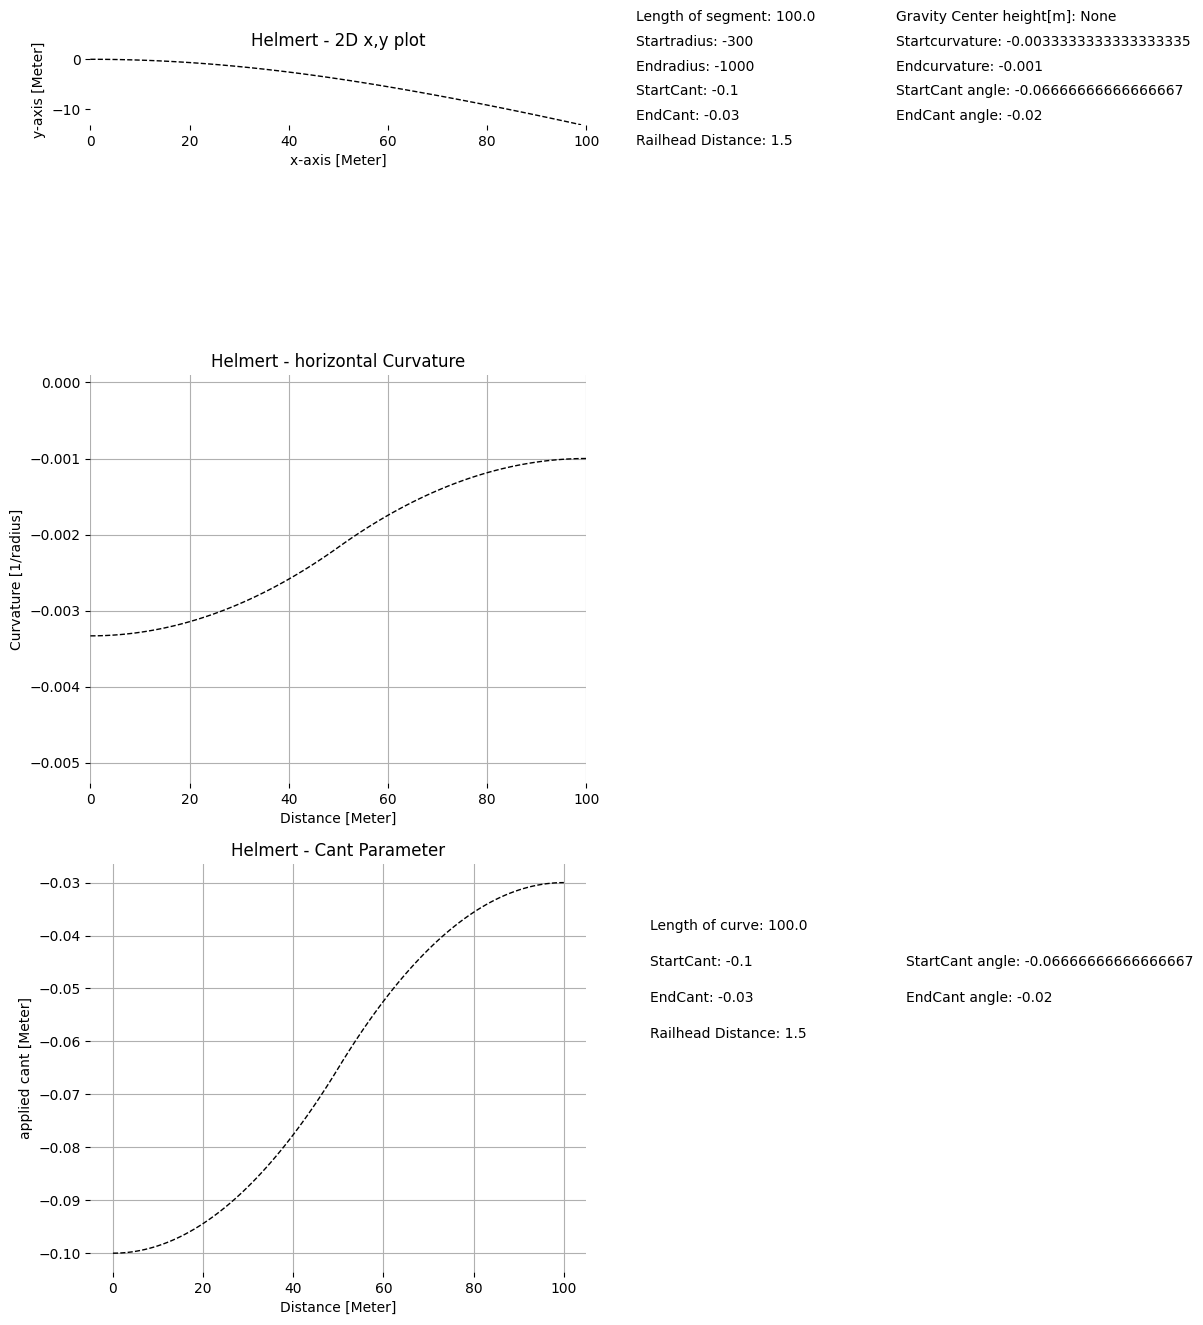 Helmert - 2D x,y plot
y-axis [Meter]
0
−10
0 20 40 60 80 100
x-axis [Meter]
Length of segment: 100.0 Gravity Center height[m]: None
Startradius: -300 Startcurvature: -0.0033333333333333335
Endradius: -1000 Endcurvature: -0.001
StartCant: -0.1 StartCant angle: -0.06666666666666667
EndCant: -0.03 EndCant angle: -0.02
Railhead Distance: 1.5
Helmert - horizontal Curvature
Curvature [1/radius]
0.000
−0.001
−0.002
−0.003
−0.004
−0.005
0 20 40 60 80 100
Distance [Meter]
Helmert - Cant Parameter
applied cant [Meter]
−0.03
−0.04
−0.05
−0.06
−0.07
−0.08
−0.09
−0.10
0 20 40 60 80 100
Distance [Meter]
Length of curve: 100.0
StartCant: -0.1 StartCant angle: -0.06666666666666667
EndCant: -0.03 EndCant angle: -0.02
Railhead Distance: 1.5